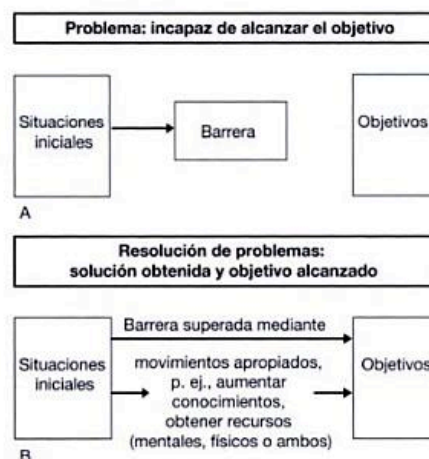 Problema: incapaz de alcanzar el objetivo
Situaciones
iniciales
Barrera
Objetivos
A
Resolución de problemas:
solución obtenida y objetivo alcanzado
Situaciones
iniciales
Barrera superada mediante
movimientos apropiados,
p. ej., aumentar
conocimientos,
obtener recursos
(mentales, físicos o ambos)
Objetivos
B